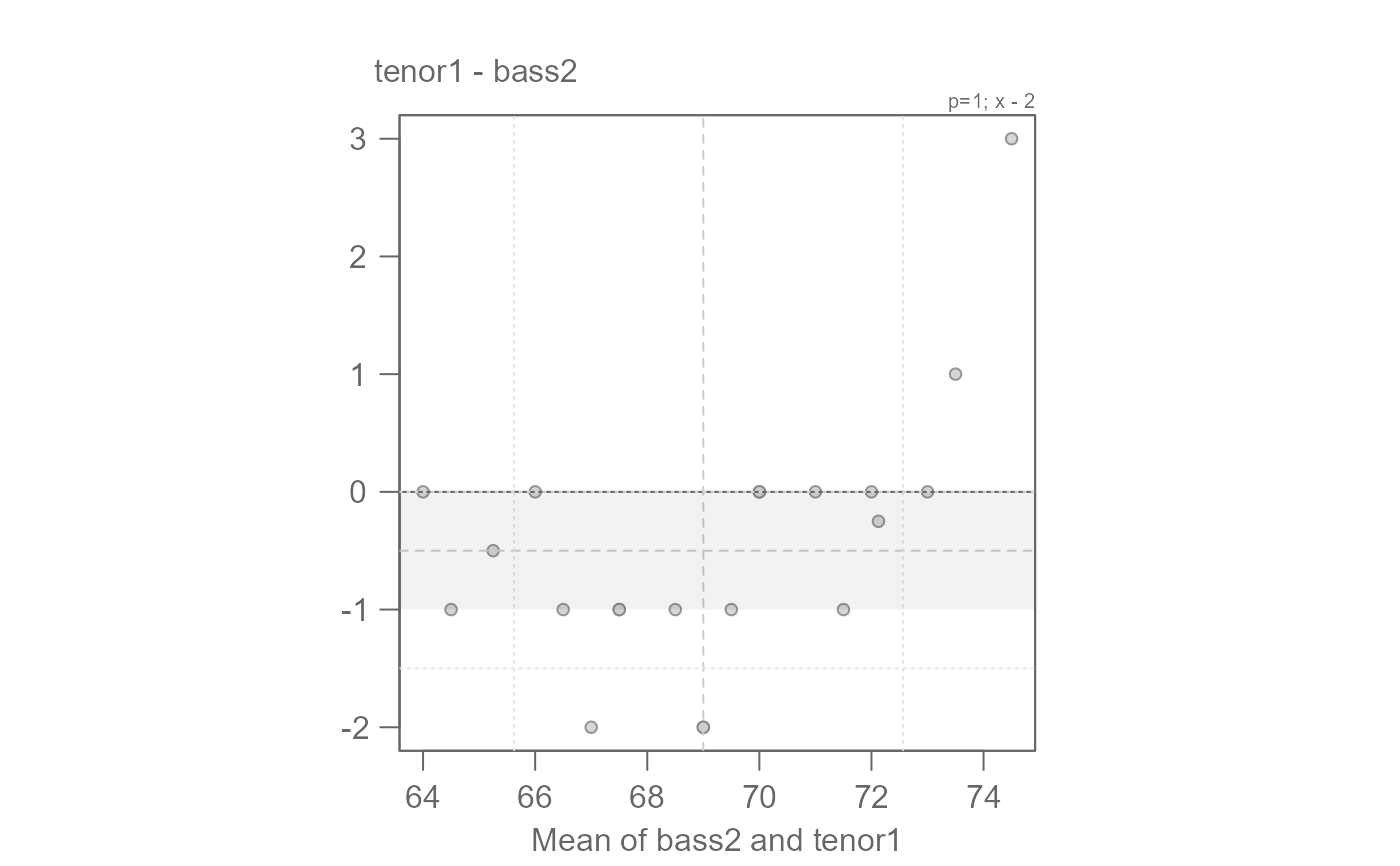 tenor1 - bass2
p=1; x - 2
3
2
1
0
-1
-2
64 66 68 70 72 74
Mean of bass2 and tenor1